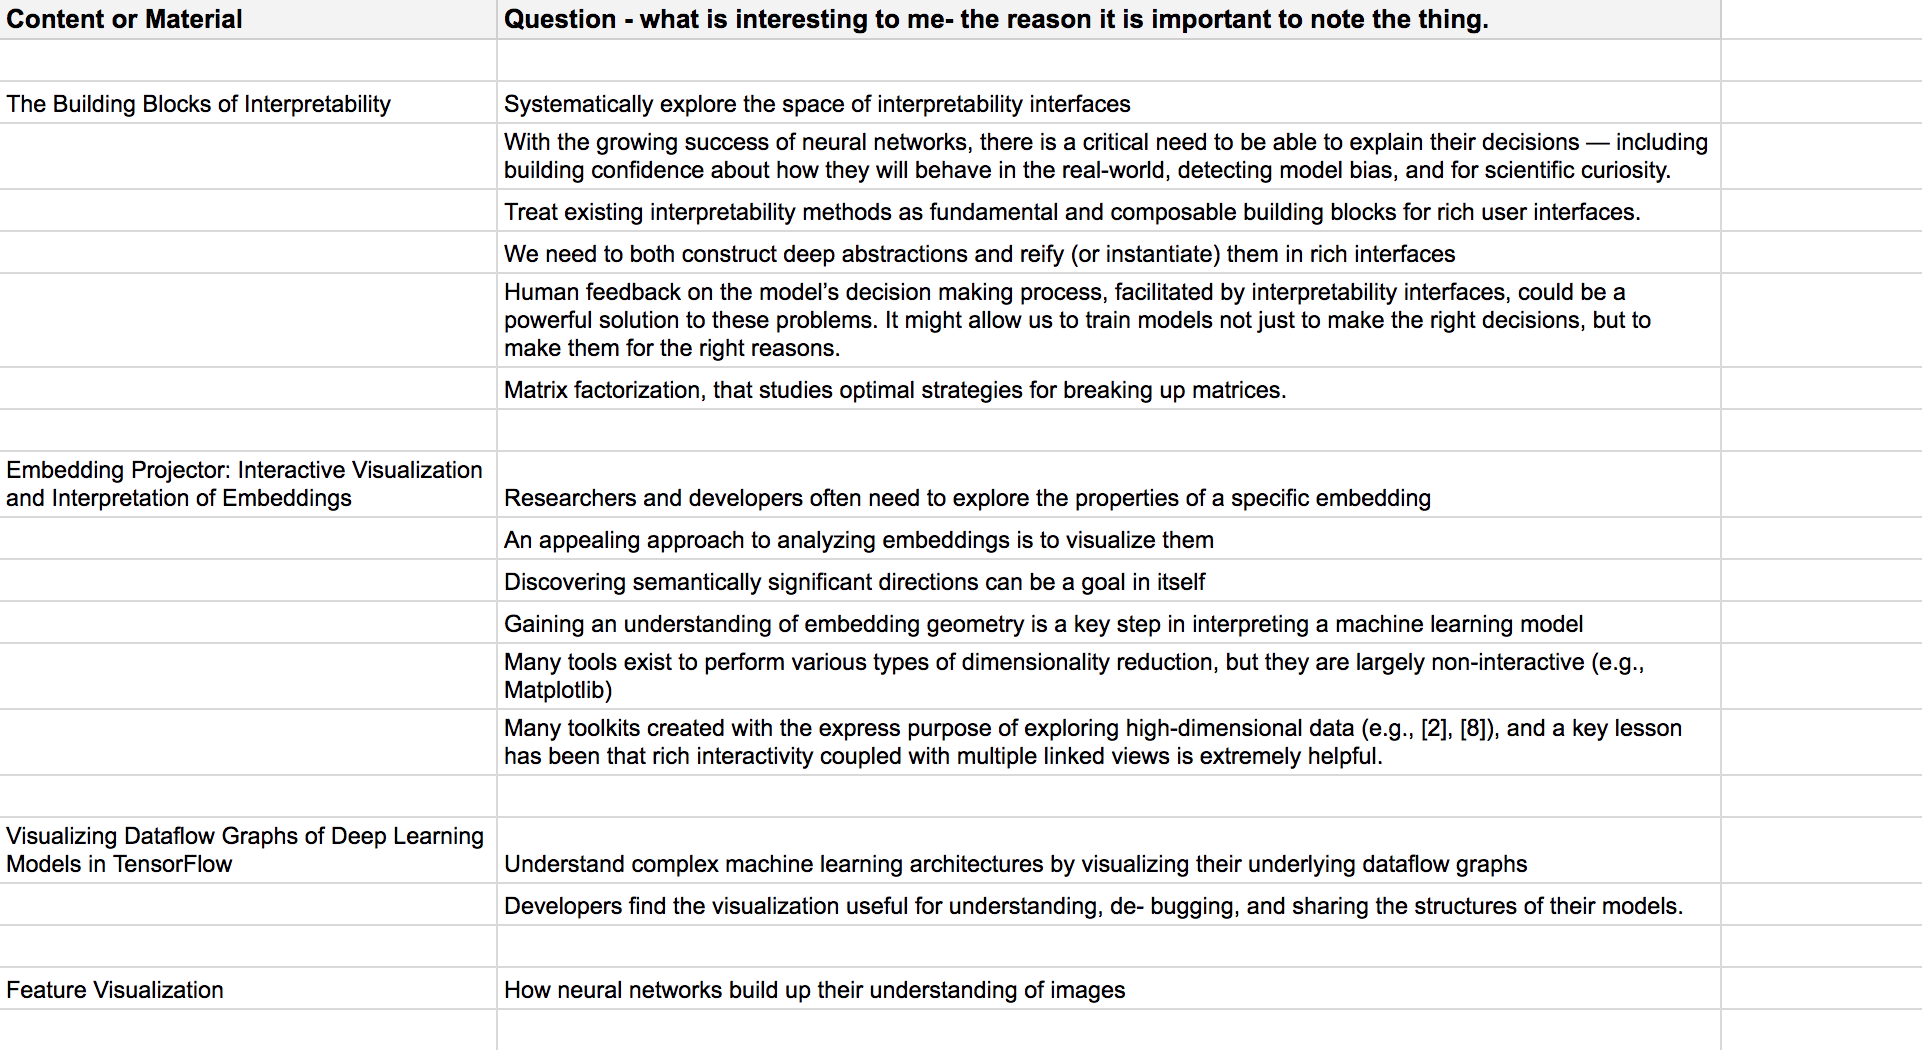 Content or Material
Question - what is interesting to me- the reason it is important to note the thing.
The Building Blocks of Interpretability
Systematically explore the space of interpretability interfaces
With the growing success of neural networks, there is a critical need to be able to explain their decisions — including
building confidence about how they will behave in the real-world, detecting model bias, and for scientific curiosity.
Treat existing interpretability methods as fundamental and composable building blocks for rich user interfaces.
We need to both construct deep abstractions and reify (or instantiate) them in rich interfaces
Human feedback on the model’s decision making process, facilitated by interpretability interfaces, could be a
powerful solution to these problems. It might allow us to train models not just to make the right decisions, but to
make them for the right reasons.
Matrix factorization, that studies optimal strategies for breaking up matrices.
Embedding Projector: Interactive Visualization
and Interpretation of Embeddings
Researchers and developers often need to explore the properties of a specific embedding
An appealing approach to analyzing embeddings is to visualize them
Discovering semantically significant directions can be a goal in itself
Gaining an understanding of embedding geometry is a key step in interpreting a machine learning model
Many tools exist to perform various types of dimensionality reduction, but they are largely non-interactive (e.g.,
Matplotlib)
Many toolkits created with the express purpose of exploring high-dimensional data (e.g., [2], [8]), and a key lesson
has been that rich interactivity coupled with multiple linked views is extremely helpful.
Visualizing Dataflow Graphs of Deep Learning
Models in TensorFlow
Understand complex machine learning architectures by visualizing their underlying dataflow graphs
Developers find the visualization useful for understanding, de- bugging, and sharing the structures of their models.
Feature Visualization
How neural networks build up their understanding of images